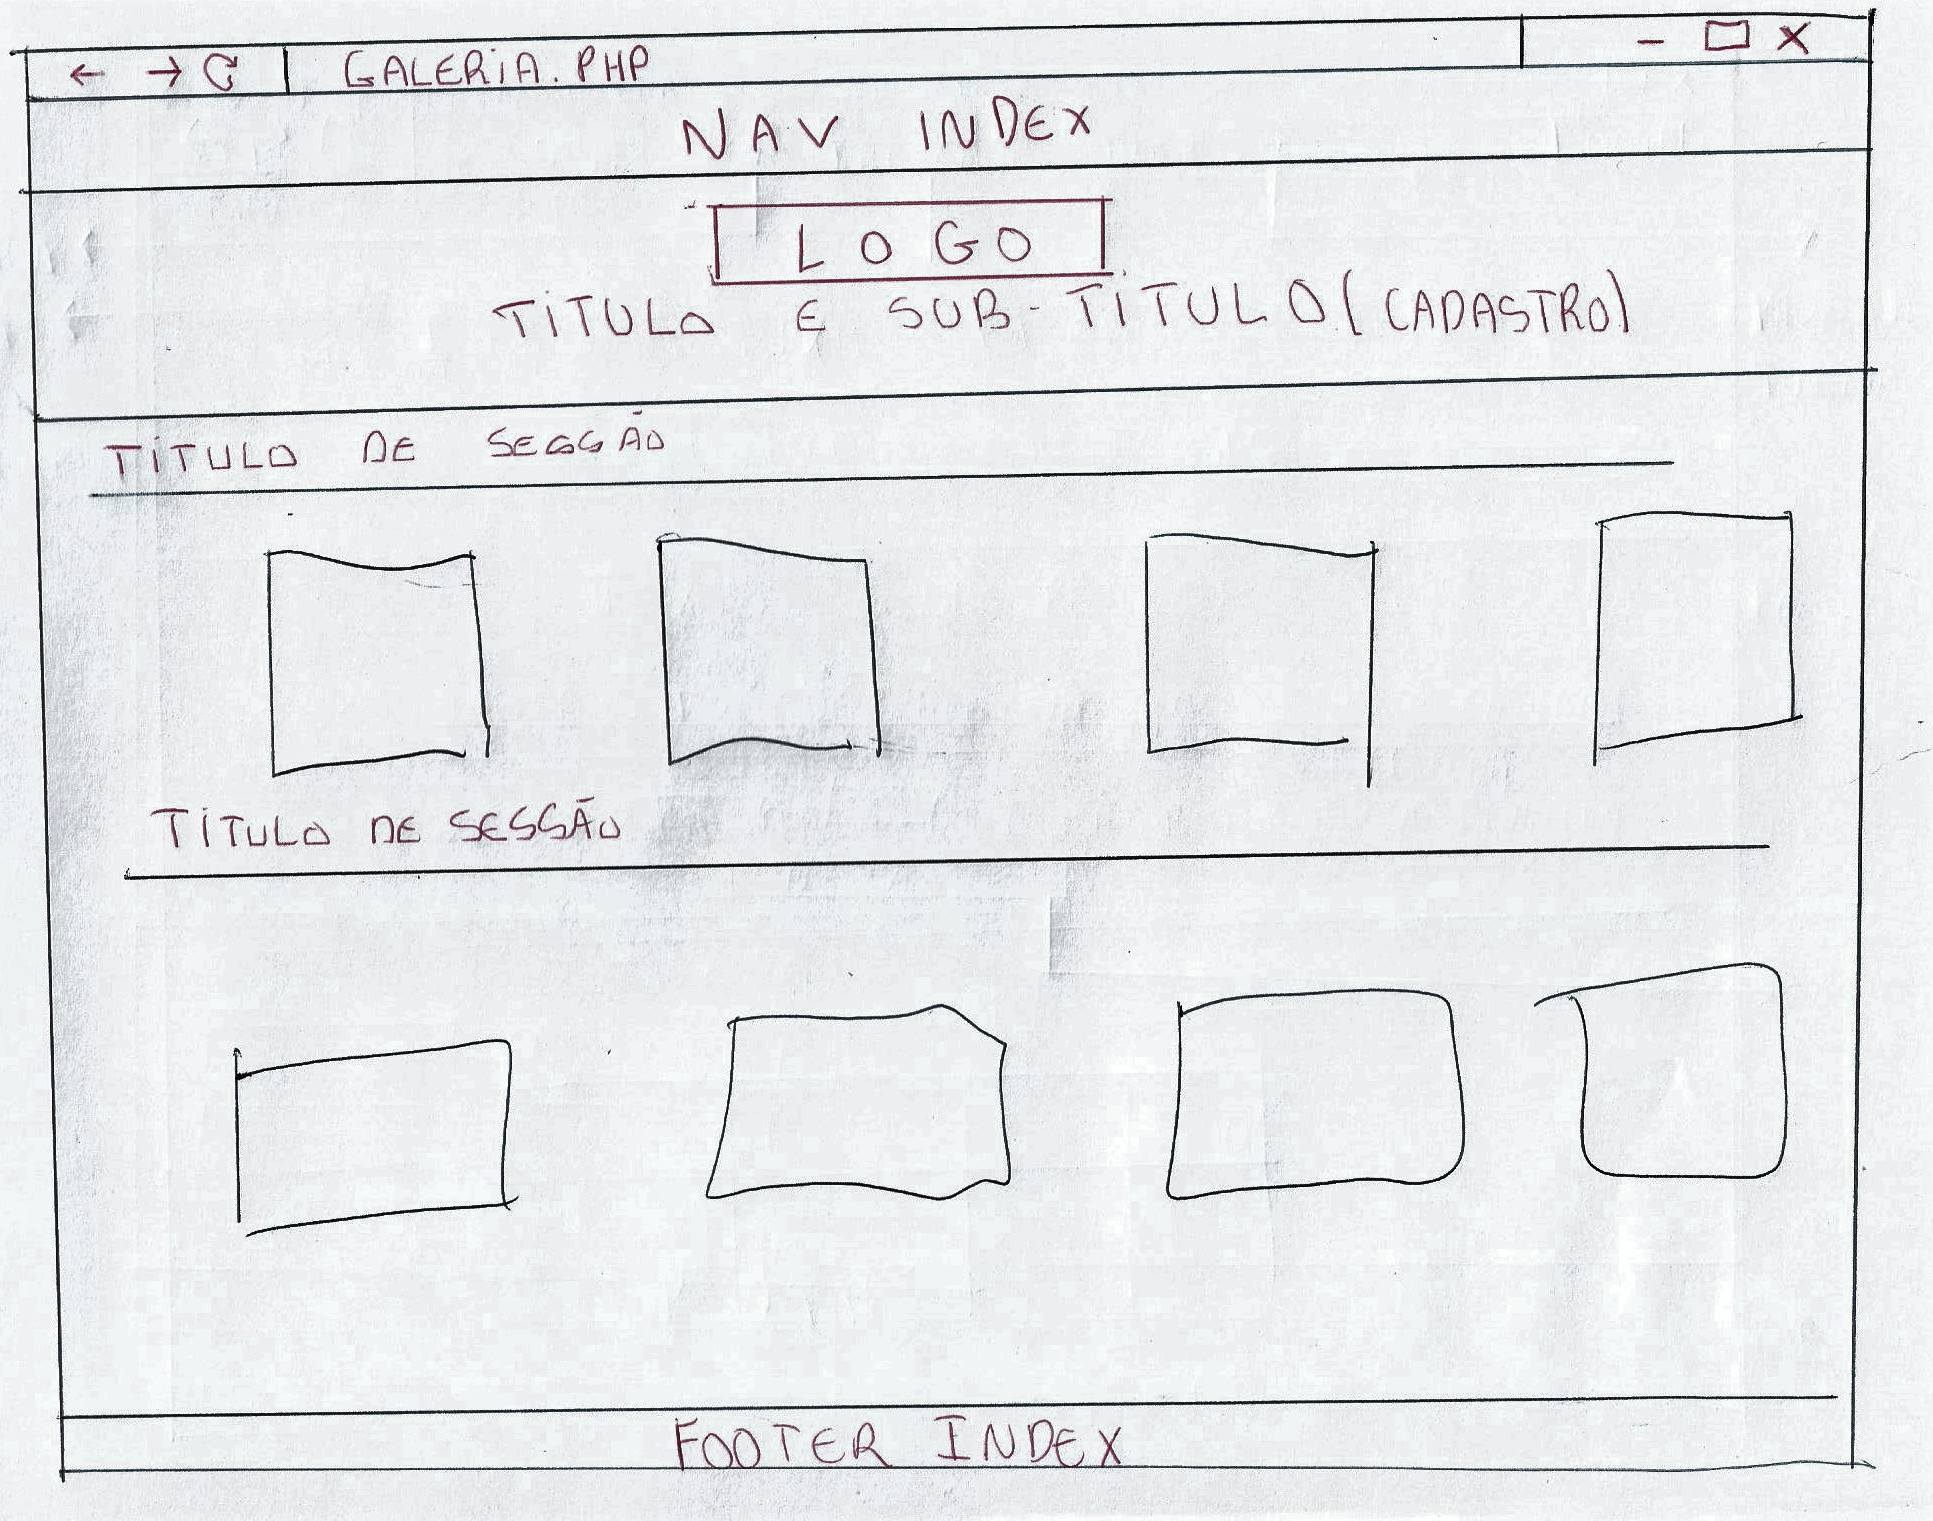 GALERIA.PHP
NAV INDEX
LOGO
TITULO E SUB-TITULO (CADASTRO)
TITULO DE SESSÃO
TITULO DE SESSÃO
FOOTER INDEX